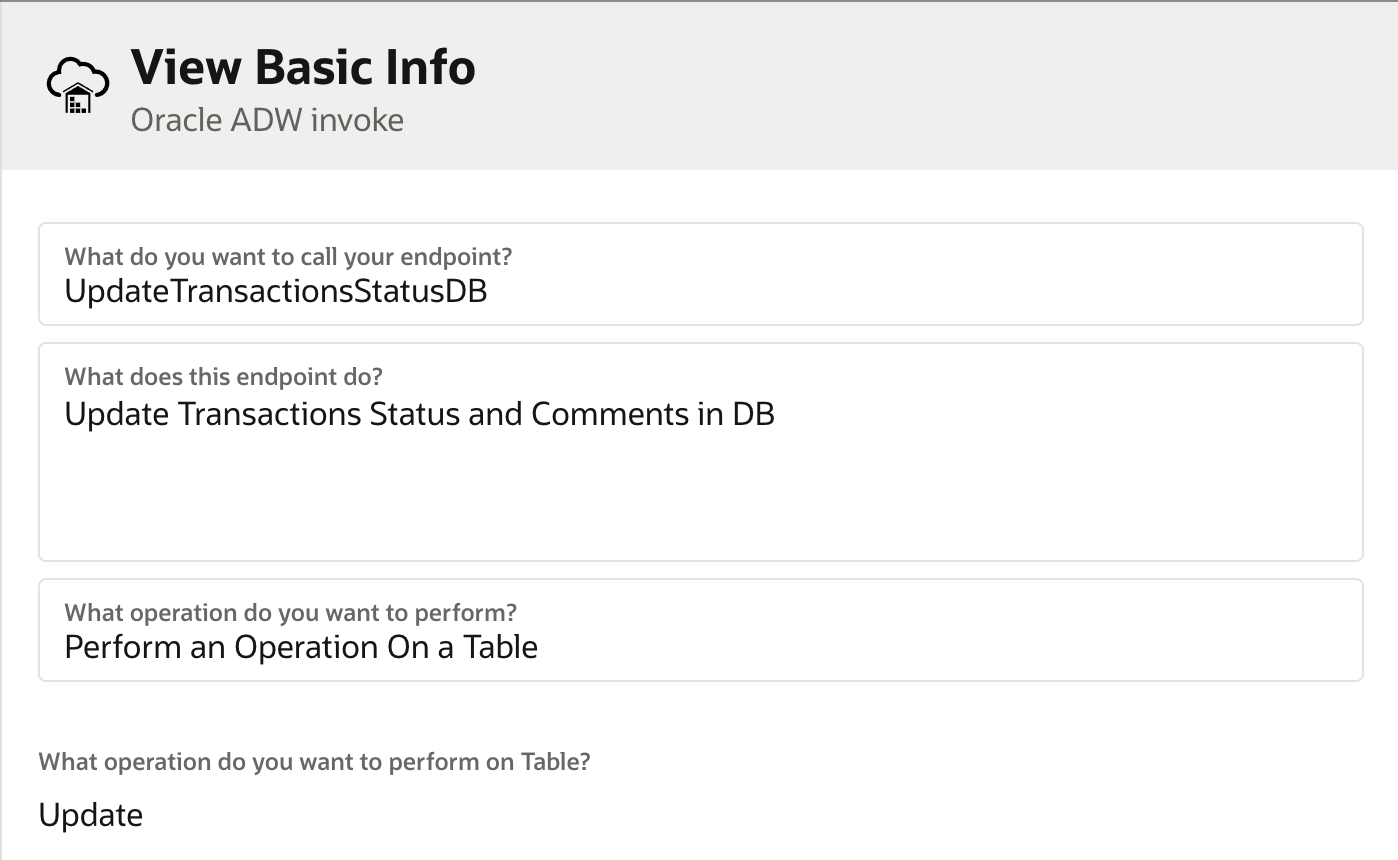 View Basic Info
Oracle ADW invoke
What do you want to call your endpoint?
UpdateTransactionsStatusDB
What does this endpoint do?
Update Transactions Status and Comments in DB
What operation do you want to perform?
Perform an Operation On a Table
What operation do you want to perform on Table?
Update